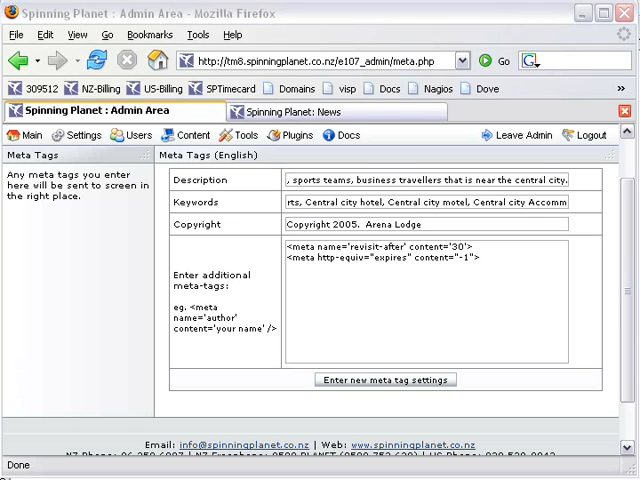 Spinning Planet : Admin Area - Mozilla Firefox
File Edit View Go Bookmarks Tools Help
http://tm8.spinningplanet.co.nz/e107_admin/meta.php Go G
309512 NZ-Billing US-Billing SPTimecard Domains visp Docs Nagios Dove
Spinning Planet : Admin Area Spinning Planet: News
Main Settings Users Content Tools Plugins Docs Leave Admin Logout
Meta Tags
Any meta tags you enter
here will be sent to screen in
the right place.
Meta Tags (English)
Description , sports teams, business travellers that is near the central city.
Keywords rts, Central city hotel, Central city motel, Central city Accomm
Copyright Copyright 2005. Arena Lodge
Enter additional
meta-tags:
eg. <meta
name='author'
content='your name' />
<meta name='revisit-after' content='30'>
<meta http-equiv="expires" content="-1">
Enter new meta tag settings
Email: info@spinningplanet.co.nz | Web: www.spinningplanet.co.nz
Done